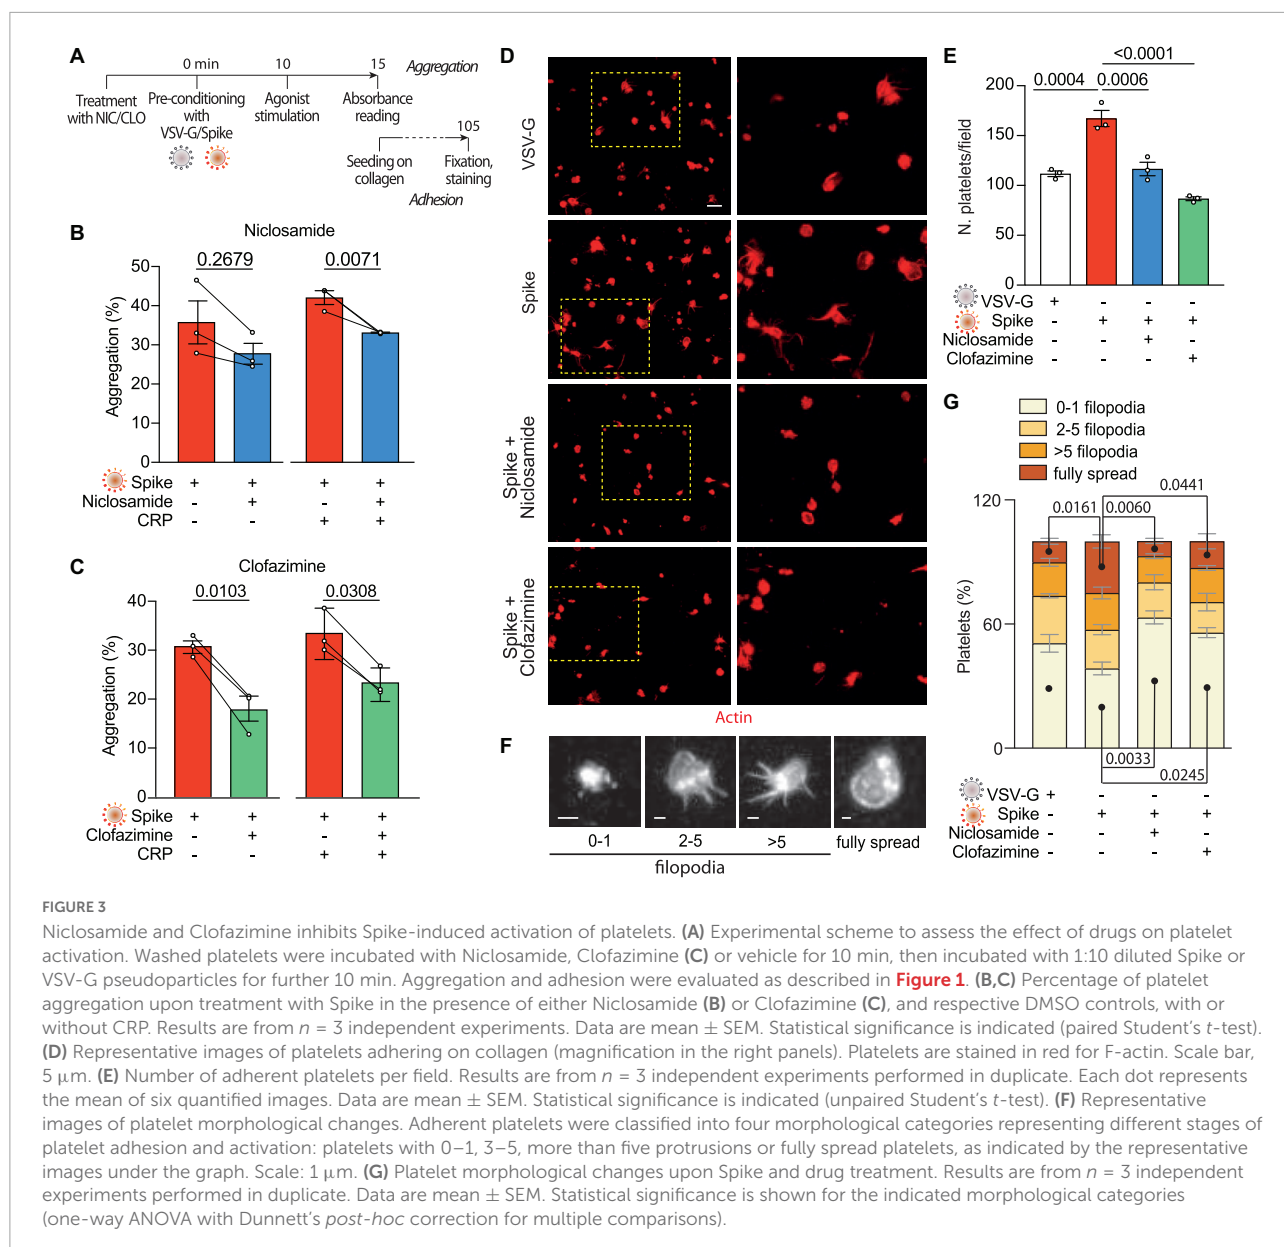 A
0 min
10
15
Aggregation
Treatment
with NIC/CLO
Pre-conditioning
with
VSV-G/Spike
Agonist
stimulation
Absorbance
reading
105
Seeding on
collagen
Fixation,
staining
Adhesion
B
Niclosamide
0.2679
0.0071
Aggregation (%)
50
40
30
20
10
0
Spike + + + +
Niclosamide - + - +
CRP - - + +
C
Clofazimine
0.0103
0.0308
Aggregation (%)
40
30
20
10
0
Spike + + + +
Clofazimine - + - +
CRP - - + +
D
VSV-G
Spike
Spike +
Niclosamide
Spike +
Clofazimine
Actin
F
0-1
2-5
>5
fully spread
filopodia
E
<0.0001
0.0004
0.0006
N. platelets/field
200
150
100
50
0
VSV-G + - - -
Spike - + + +
Niclosamide - - + -
Clofazimine - - - +
G
0-1 filopodia
2-5 filopodia
>5 filopodia
fully spread
0.0441
0.0161
0.0060
Platelets (%)
120
60
0
0.0033
0.0245
VSV-G + - - -
Spike - + + +
Niclosamide - - + -
Clofazimine - - - +
FIGURE 3
Niclosamide and Clofazimine inhibits Spike-induced activation of platelets. (A) Experimental scheme to assess the effect of drugs on platelet
activation. Washed platelets were incubated with Niclosamide, Clofazimine (C) or vehicle for 10 min, then incubated with 1:10 diluted Spike or
VSV-G pseudoparticles for further 10 min. Aggregation and adhesion were evaluated as described in Figure 1. (B,C) Percentage of platelet
aggregation upon treatment with Spike in the presence of either Niclosamide (B) or Clofazimine (C), and respective DMSO controls, with or
without CRP. Results are from n = 3 independent experiments. Data are mean ± SEM. Statistical significance is indicated (paired Student's t-test).
(D) Representative images of platelets adhering on collagen (magnification in the right panels). Platelets are stained in red for F-actin. Scale bar,
5 μm. (E) Number of adherent platelets per field. Results are from n = 3 independent experiments performed in duplicate. Each dot represents
the mean of six quantified images. Data are mean ± SEM. Statistical significance is indicated (unpaired Student's t-test). (F) Representative
images of platelet morphological changes. Adherent platelets were classified into four morphological categories representing different stages of
platelet adhesion and activation: platelets with 0–1, 3–5, more than five protrusions or fully spread platelets, as indicated by the representative
images under the graph. Scale: 1 μm. (G) Platelet morphological changes upon Spike and drug treatment. Results are from n = 3 independent
experiments performed in duplicate. Data are mean ± SEM. Statistical significance is shown for the indicated morphological categories
(one-way ANOVA with Dunnett's post-hoc correction for multiple comparisons).